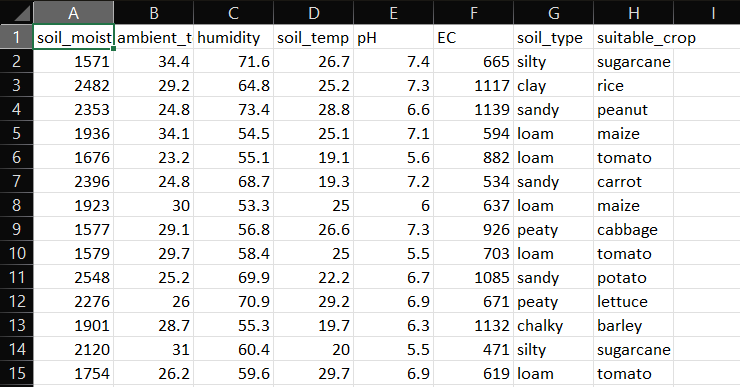 A B C D E F G H I
1 soil_moist ambient_t humidity soil_temp pH EC soil_type suitable_crop
2 1571 34.4 71.6 26.7 7.4 665 silty sugarcane
3 2482 29.2 64.8 25.2 7.3 1117 clay rice
4 2353 24.8 73.4 28.8 6.6 1139 sandy peanut
5 1936 34.1 54.5 25.1 7.1 594 loam maize
6 1676 23.2 55.1 19.1 5.6 882 loam tomato
7 2396 24.8 68.7 19.3 7.2 534 sandy carrot
8 1923 30 53.3 25 6 637 loam maize
9 1577 29.1 56.8 26.6 7.3 926 peaty cabbage
10 1579 29.7 58.4 25 5.5 703 loam tomato
11 2548 25.2 69.9 22.2 6.7 1085 sandy potato
12 2276 26 70.9 29.2 6.9 671 peaty lettuce
13 1901 28.7 55.3 19.7 6.3 1132 chalky barley
14 2120 31 60.4 20 5.5 471 silty sugarcane
15 1754 26.2 59.6 29.7 6.9 619 loam tomato